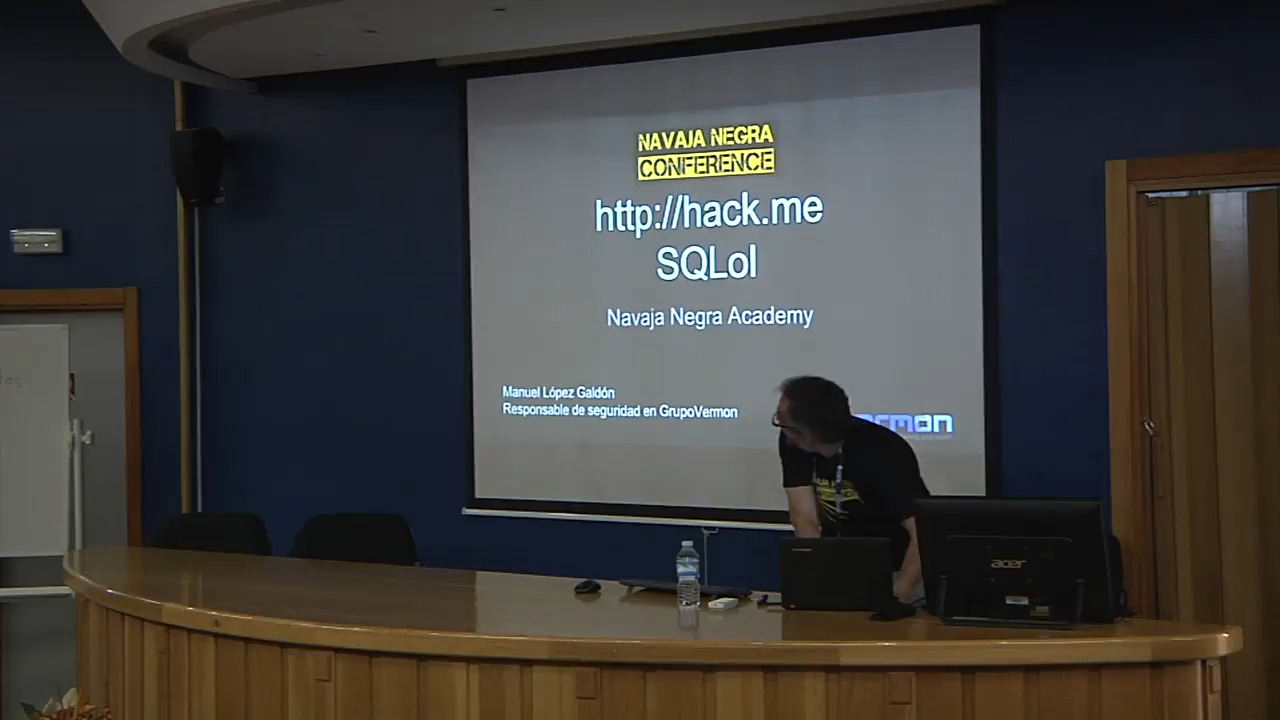 NAVAJA NEGRA
CONFERENCE
http://hack.me
SQLol
Navaja Negra Academy
Manuel López Galdón
Responsable de seguridad en GrupoVermon
acer